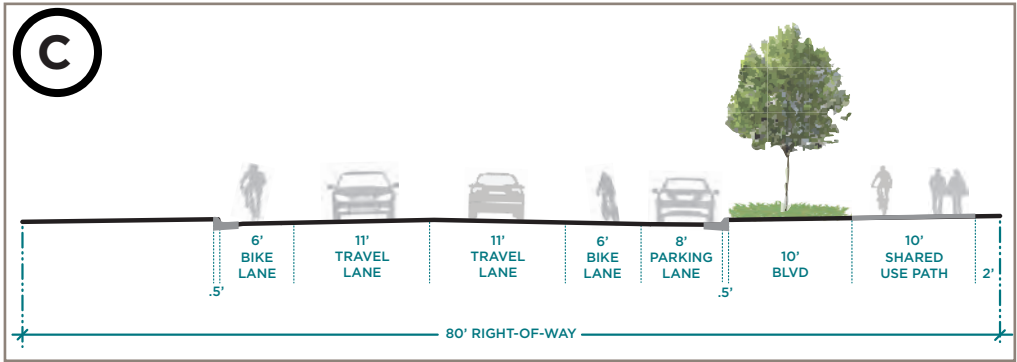 C
6'
BIKE
LANE
11'
TRAVEL
LANE
11'
TRAVEL
LANE
6'
BIKE
LANE
8'
PARKING
LANE
10'
BLVD
10'
SHARED
USE PATH
2'
.5'
.5'
80' RIGHT-OF-WAY